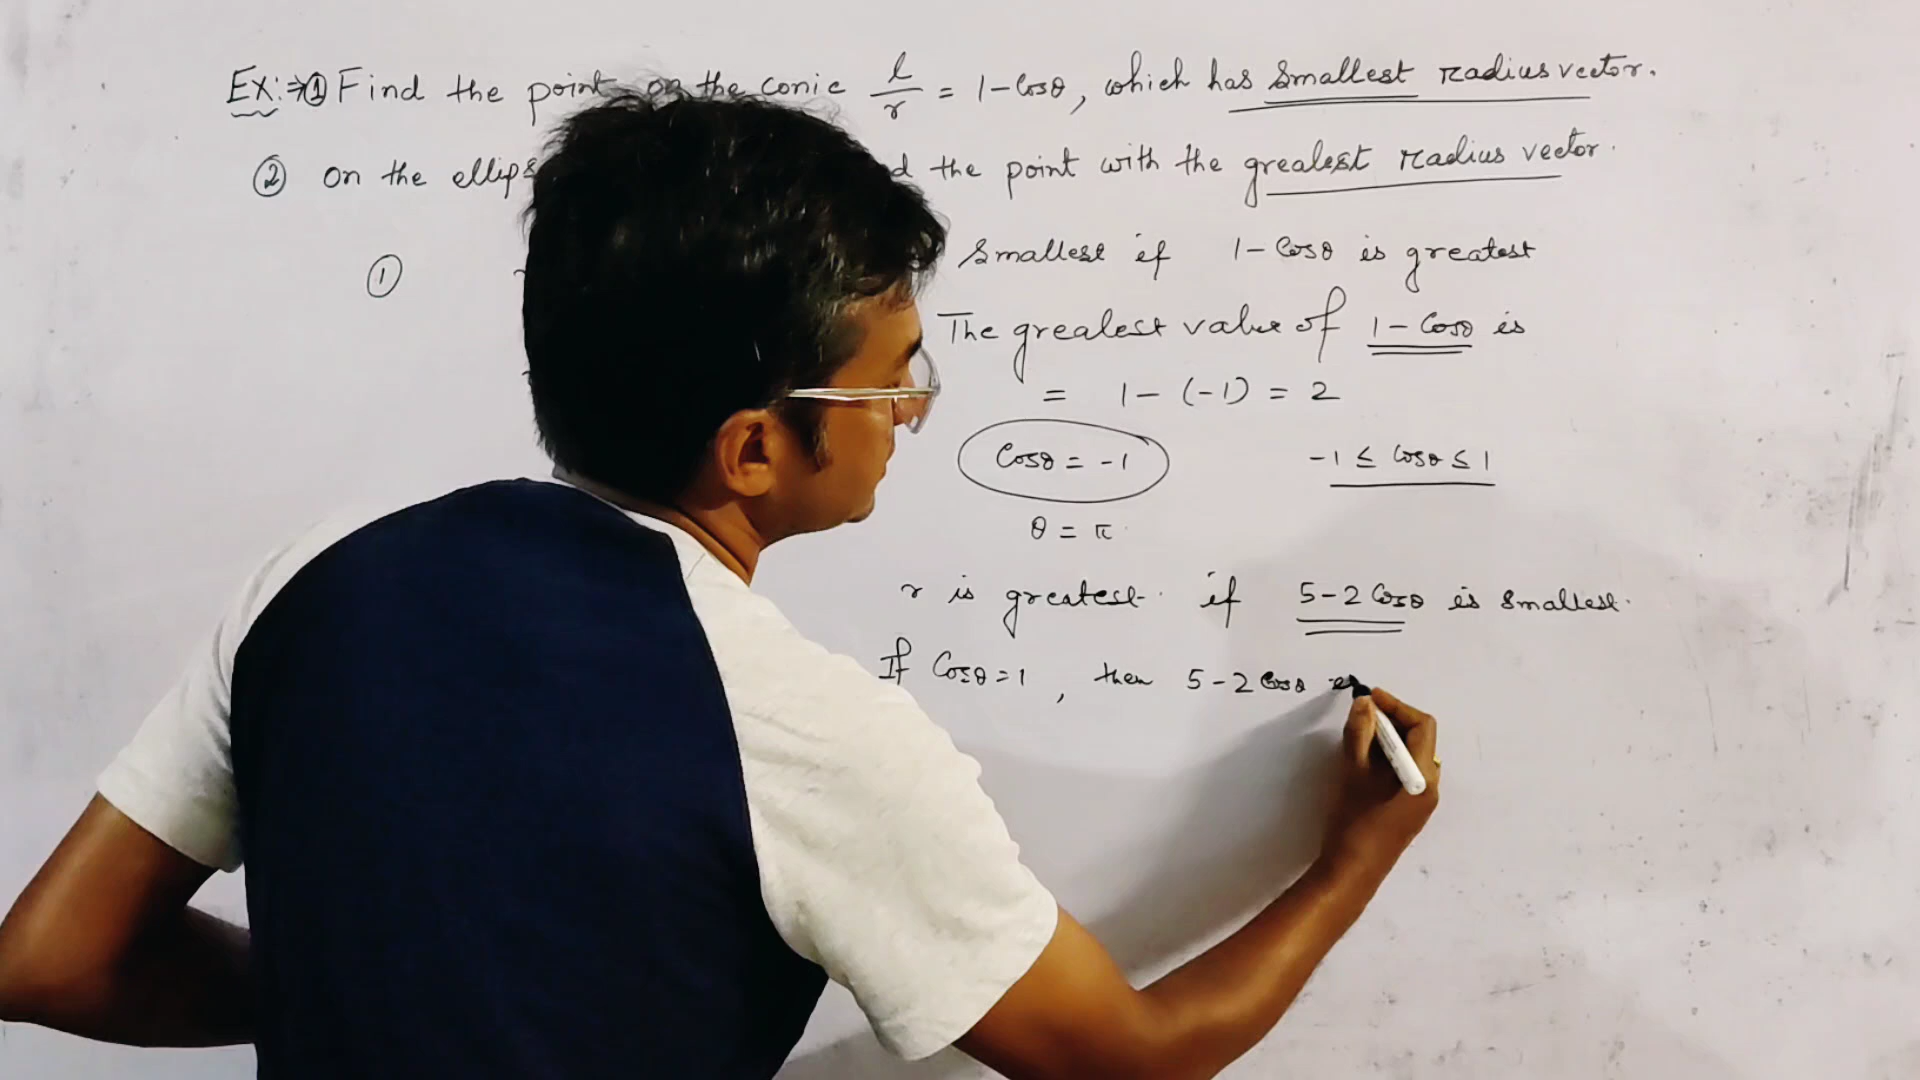 Ex:⇒① Find the point on the conic l/r = 1-Cosθ, which has smallest radius vector.
② on the ellips the point with the greatest radius vector.
① Smallest if 1-Cosθ is greatest
The greatest value of 1-Cosθ is
= 1-(-1) = 2
Cosθ = -1 -1 ≤ Cosθ ≤ 1
θ = π
r is greatest. if 5-2Cosθ is smallest.
If Cosθ=1, then 5-2Cosθ